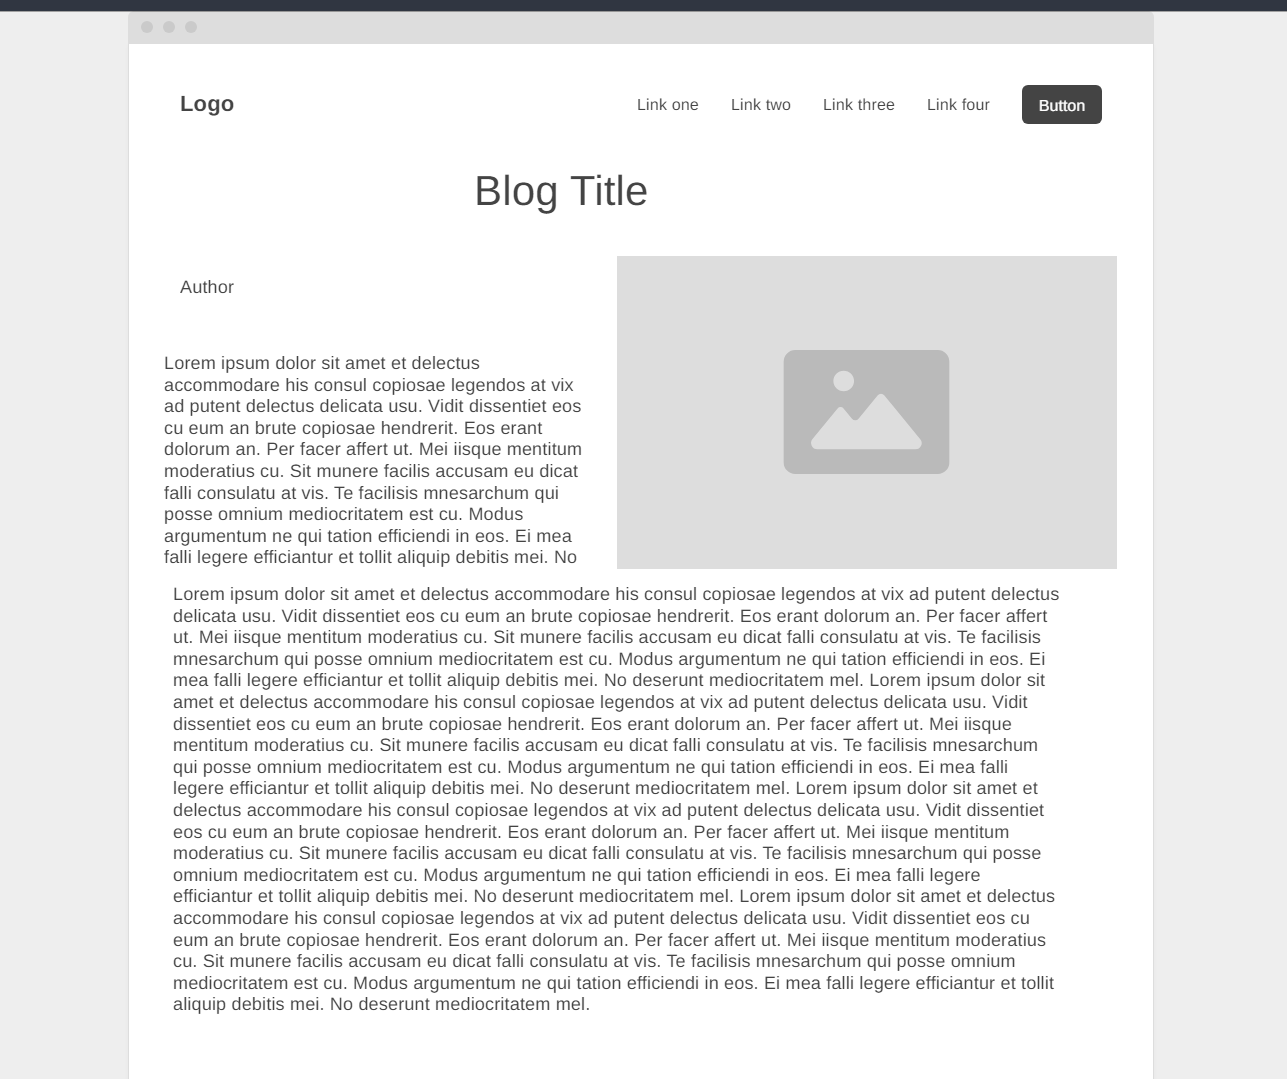 Logo
Link one
Link two
Link three
Link four
Button
Blog Title
Author
Lorem ipsum dolor sit amet et delectus
accommodare his consul copiosae legendos at vix
ad putent delectus delicata usu. Vidit dissentiet eos
cu eum an brute copiosae hendrerit. Eos erant
dolorum an. Per facer affert ut. Mei iisque mentitum
moderatius cu. Sit munere facilis accusam eu dicat
falli consulatu at vis. Te facilisis mnesarchum qui
posse omnium mediocritatem est cu. Modus
argumentum ne qui tation efficiendi in eos. Ei mea
falli legere efficiantur et tollit aliquip debitis mei. No
Lorem ipsum dolor sit amet et delectus accommodare his consul copiosae legendos at vix ad putent delectus
delicata usu. Vidit dissentiet eos cu eum an brute copiosae hendrerit. Eos erant dolorum an. Per facer affert
ut. Mei iisque mentitum moderatius cu. Sit munere facilis accusam eu dicat falli consulatu at vis. Te facilisis
mnesarchum qui posse omnium mediocritatem est cu. Modus argumentum ne qui tation efficiendi in eos. Ei
mea falli legere efficiantur et tollit aliquip debitis mei. No deserunt mediocritatem mel. Lorem ipsum dolor sit
amet et delectus accommodare his consul copiosae legendos at vix ad putent delectus delicata usu. Vidit
dissentiet eos cu eum an brute copiosae hendrerit. Eos erant dolorum an. Per facer affert ut. Mei iisque
mentitum moderatius cu. Sit munere facilis accusam eu dicat falli consulatu at vis. Te facilisis mnesarchum
qui posse omnium mediocritatem est cu. Modus argumentum ne qui tation efficiendi in eos. Ei mea falli
legere efficiantur et tollit aliquip debitis mei. No deserunt mediocritatem mel. Lorem ipsum dolor sit amet et
delectus accommodare his consul copiosae legendos at vix ad putent delectus delicata usu. Vidit dissentiet
eos cu eum an brute copiosae hendrerit. Eos erant dolorum an. Per facer affert ut. Mei iisque mentitum
moderatius cu. Sit munere facilis accusam eu dicat falli consulatu at vis. Te facilisis mnesarchum qui posse
omnium mediocritatem est cu. Modus argumentum ne qui tation efficiendi in eos. Ei mea falli legere
efficiantur et tollit aliquip debitis mei. No deserunt mediocritatem mel. Lorem ipsum dolor sit amet et delectus
accommodare his consul copiosae legendos at vix ad putent delectus delicata usu. Vidit dissentiet eos cu
eum an brute copiosae hendrerit. Eos erant dolorum an. Per facer affert ut. Mei iisque mentitum moderatius
cu. Sit munere facilis accusam eu dicat falli consulatu at vis. Te facilisis mnesarchum qui posse omnium
mediocritatem est cu. Modus argumentum ne qui tation efficiendi in eos. Ei mea falli legere efficiantur et tollit
aliquip debitis mei. No deserunt mediocritatem mel.